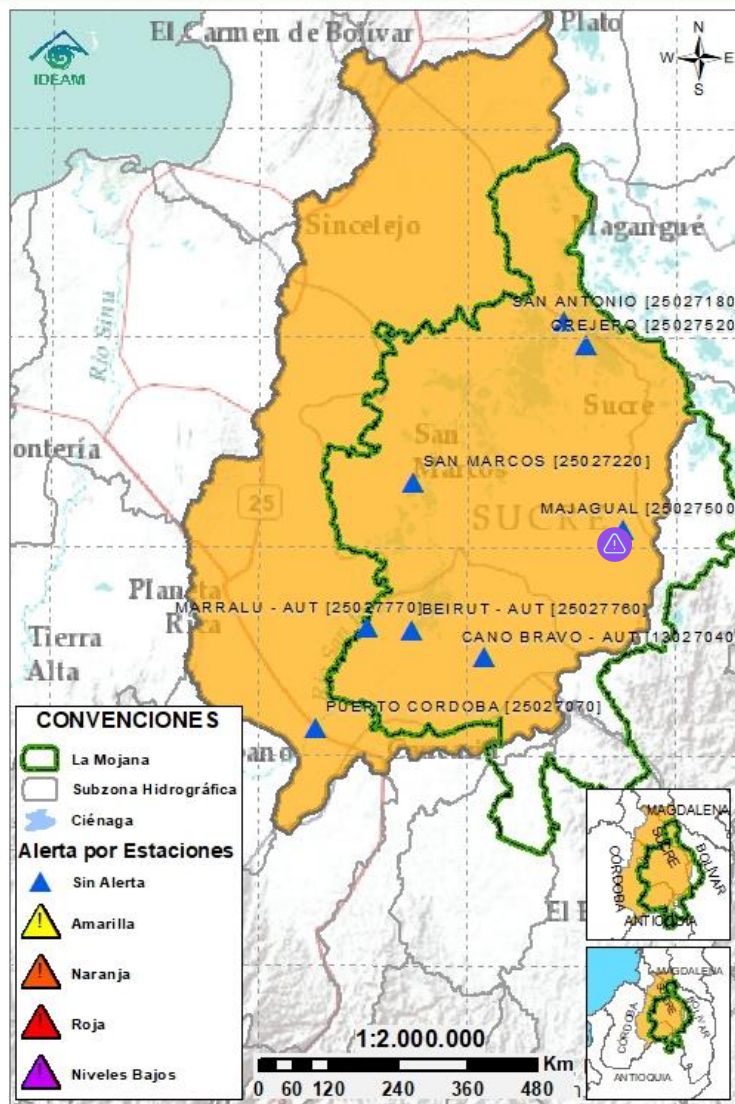 El Carmen de Bolívar
Plato
N
W E
S
IDEAM
Sincelejo
Magangué
Río Sinú
SAN ANTONIO [25027180
CREJERO [25027520
Sucre
ontería
San
Marcos
SAN MARCOS [25027220]
MAJAGUAL [25027500
SUCRE
25
Planeta
Rica
MARRALU - AUT [25027770]
BEIRUT - AUT [25027760]
CANO BRAVO - AUT [13027040
Tierra
Alta
PUERTO CORDOBA [25027070]
CONVENCIONES
La Mojana
Subzona Hidrográfica
Ciénaga
Alerta por Estaciones
Sin Alerta
Amarilla
Naranja
Roja
Niveles Bajos
El B
1:2.000.000
Km
0 60 120 240 360 480
MAGDALENA
SUCRE
BOLÍVAR
CÓRDOBA
ANTIOQUIA
MAGDALENA
BOLÍVAR
CÓRDOBA
ANTIOQUIA